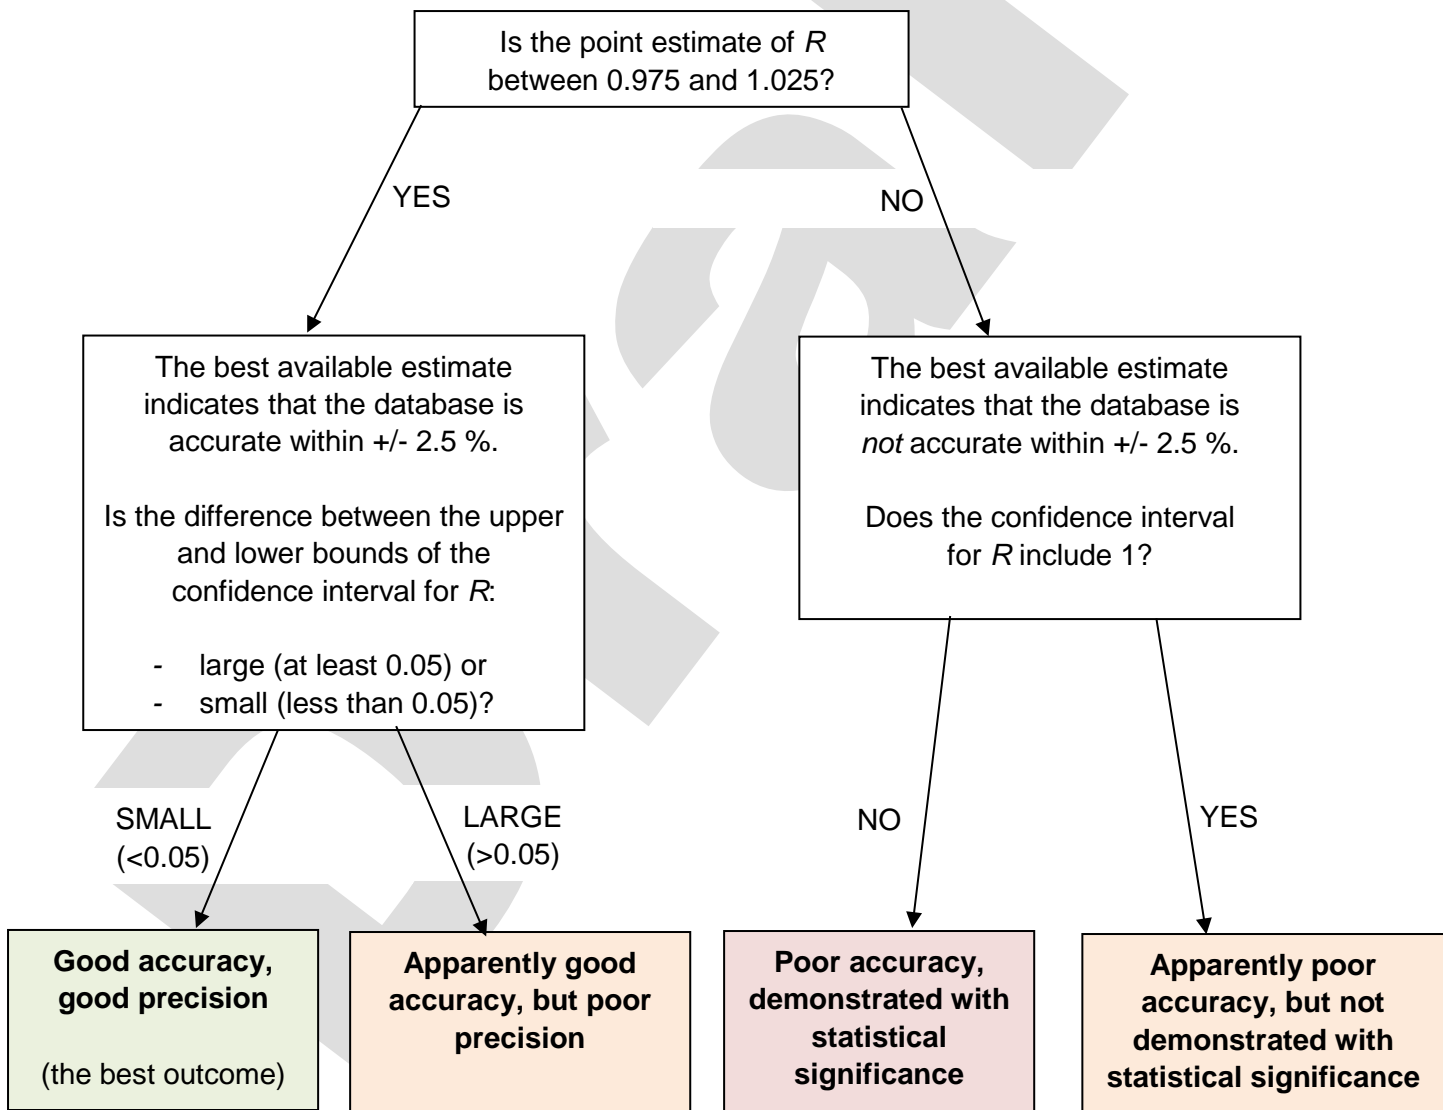 Is the point estimate of R
between 0.975 and 1.025?
YES
NO
The best available estimate
indicates that the database is
accurate within +/- 2.5 %.
Is the difference between the upper
and lower bounds of the
confidence interval for R:
- large (at least 0.05) or
- small (less than 0.05)?
The best available estimate
indicates that the database is
not accurate within +/- 2.5 %.
Does the confidence interval
for R include 1?
SMALL
(<0.05)
LARGE
(>0.05)
NO
YES
Good accuracy,
good precision
(the best outcome)
Apparently good
accuracy, but poor
precision
Poor accuracy,
demonstrated with
statistical
significance
Apparently poor
accuracy, but not
demonstrated with
statistical significance